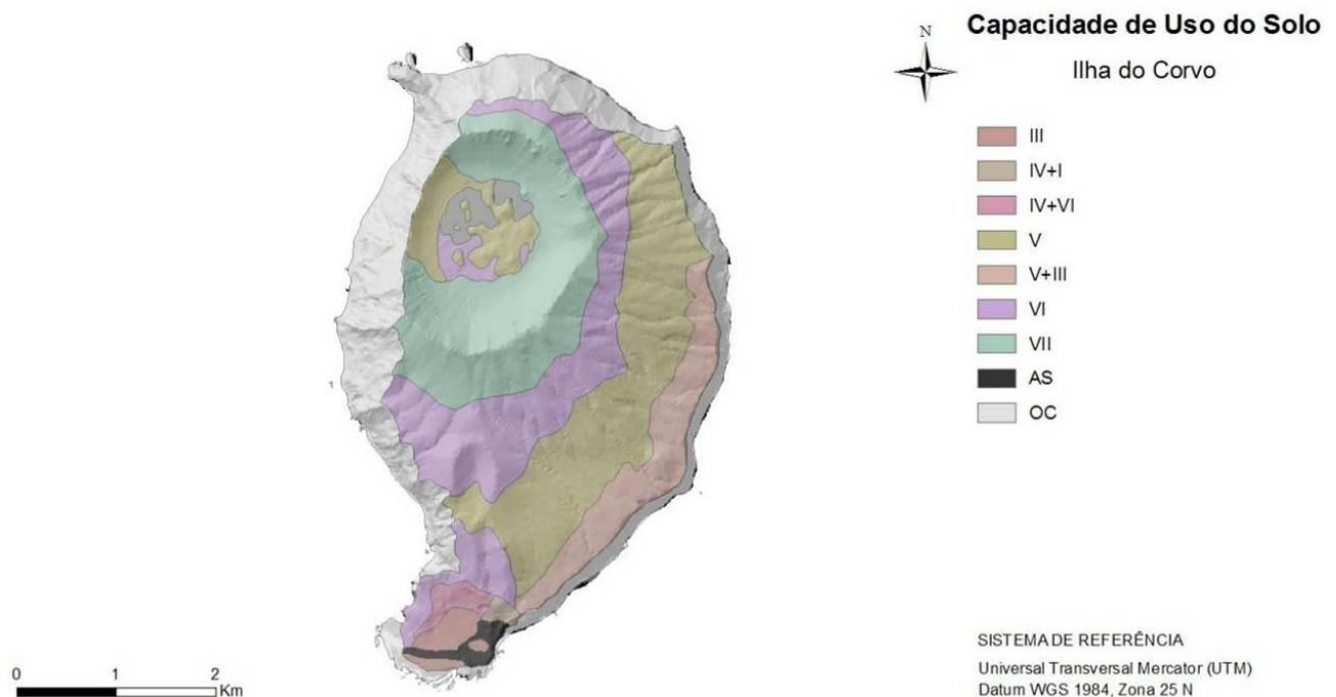 Capacidade de Uso do Solo
Ilha do Corvo
N
III
IV+I
IV+VI
V
V+III
VI
VII
AS
OC
0 1 2
Km
SISTEMA DE REFERÊNCIA
Universal Transversal Mercator (UTM)
Datum WGS 1984, Zona 25 N